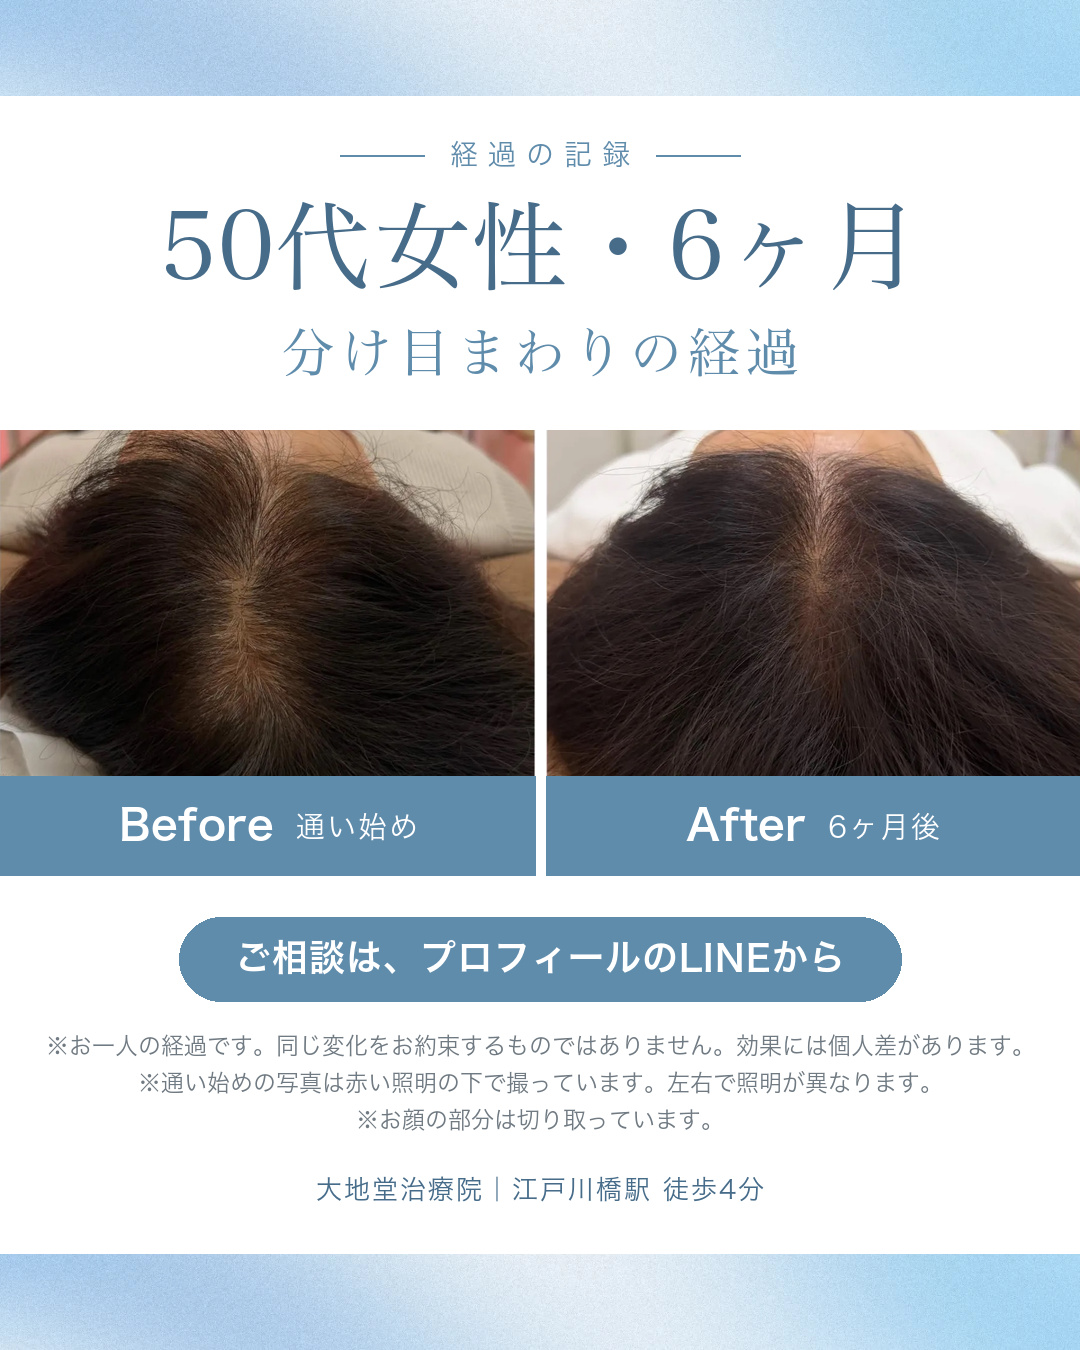 経過の記録
50代女性・6ヶ月
分け目まわりの経過
Before 通い始め
After 6ヶ月後
ご相談は、プロフィールのLINEから
※お一人の経過です。同じ変化をお約束するものではありません。効果には個人差があります。
※通い始めの写真は赤い照明の下で撮っています。左右で照明が異なります。
※お顔の部分は切り取っています。
大地堂治療院｜江戸川橋駅 徒歩4分